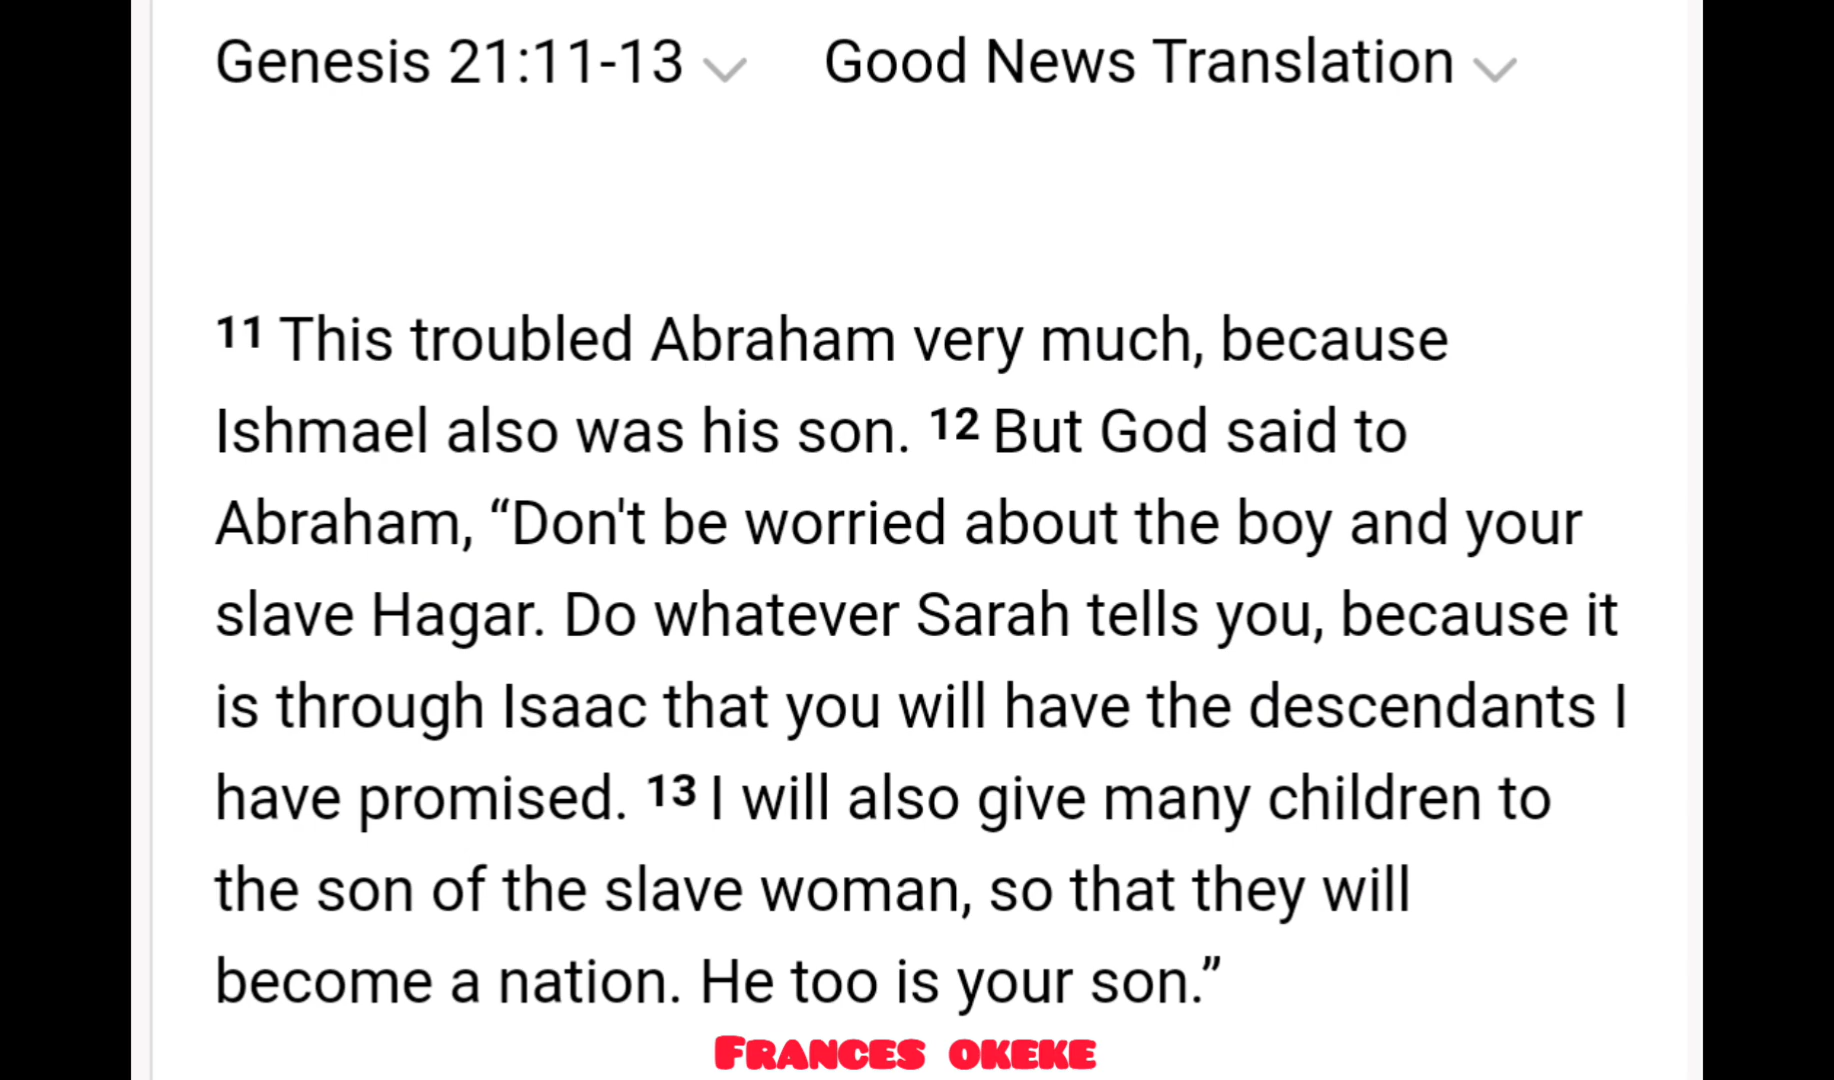 Genesis 21:11-13 Good News Translation
11 This troubled Abraham very much, because
Ishmael also was his son. 12 But God said to
Abraham, “Don't be worried about the boy and your
slave Hagar. Do whatever Sarah tells you, because it
is through Isaac that you will have the descendants I
have promised. 13 I will also give many children to
the son of the slave woman, so that they will
become a nation. He too is your son.”
FRANCES OKEKE